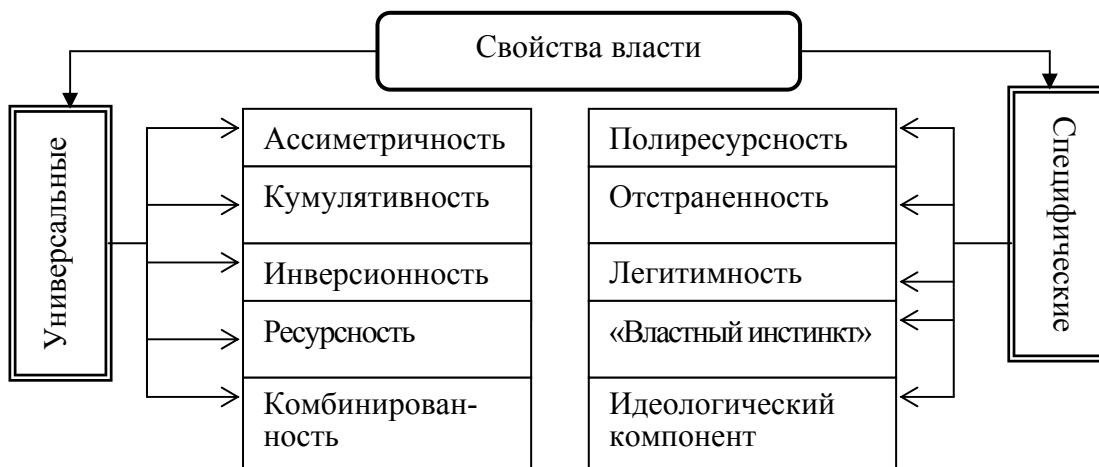 Свойства власти
Универсальные
Ассиметричность
Кумулятивность
Инверсионность
Ресурсность
Комбинирован-
ность
Полиресурсность
Отстраненность
Легитимность
«Властный инстинкт»
Идеологический
компонент
Специфические